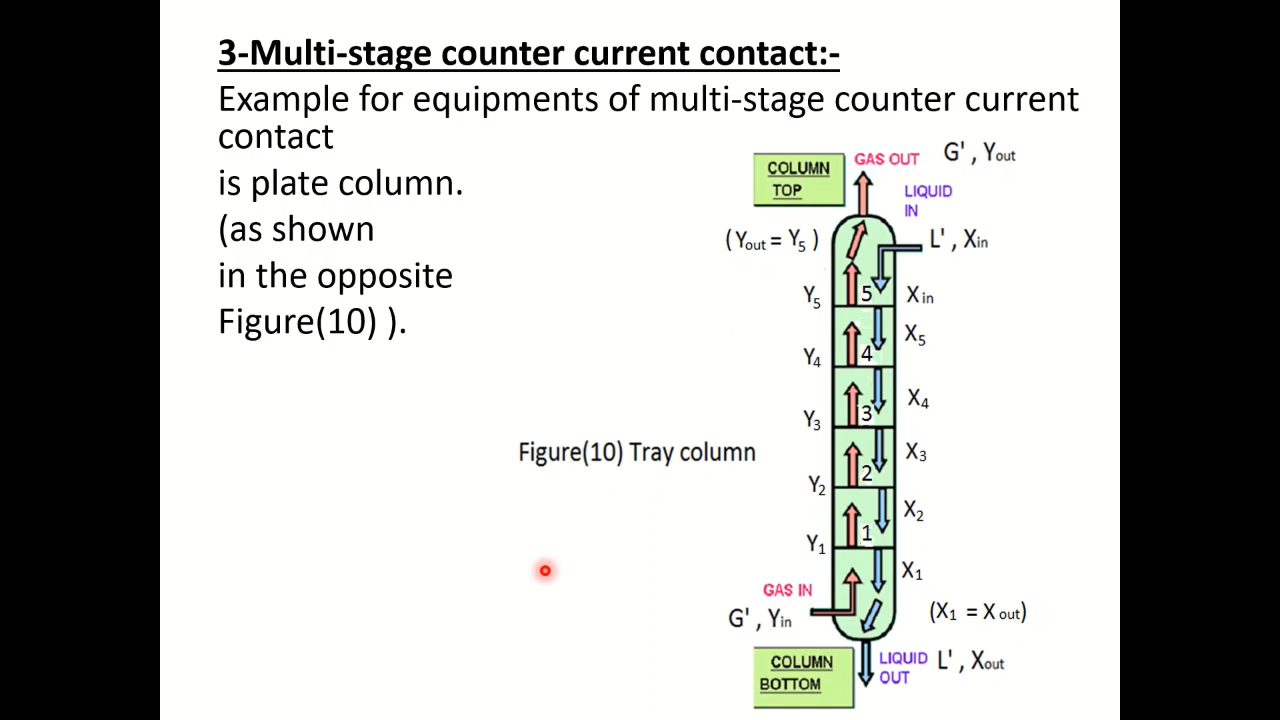 3-Multi-stage counter current contact:-
Example for equipments of multi-stage counter current
contact
is plate column.
(as shown
in the opposite
Figure(10) ).
COLUMN
TOP
GAS OUT
G' , Yout
LIQUID
IN
( Yout = Y5 )
L' , Xin
Y5
5
Xin
X5
Y4
4
X4
Y3
3
X3
Figure(10) Tray column
Y2
2
X2
Y1
1
X1
GAS IN
G' , Yin
(X1 = Xout)
COLUMN
BOTTOM
LIQUID
OUT
L' , Xout